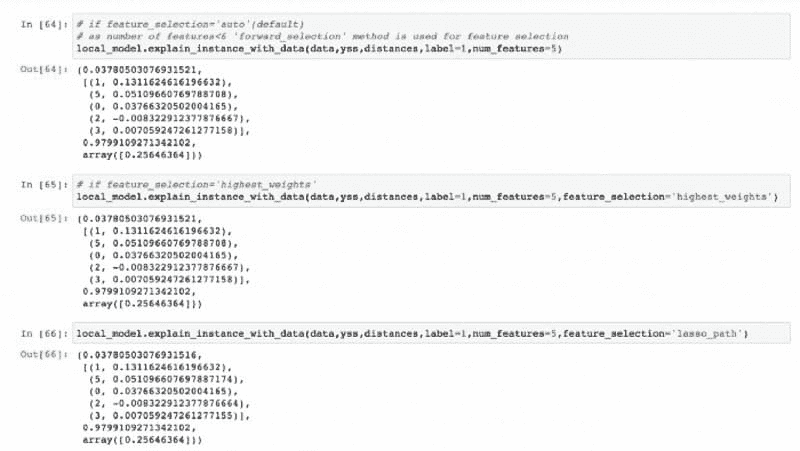 In [64]: # if feature_selection='auto'(default)
# as number of features<6 'forward_selection' method is used for feature selection
local_model.explain_instance_with_data(data,yss,distances,label=1,num_features=5)
Out[64]: (0.03780503076931521,
[(1, 0.1311624616196632),
(5, 0.05109660769788708),
(0, 0.03766320502004165),
(2, -0.008322912377876667),
(3, 0.007059247261277158)],
0.9799109271342102,
array([0.25646364]))
In [65]: # if feature_selection='highest_weights'
local_model.explain_instance_with_data(data,yss,distances,label=1,num_features=5,feature_selection='highest_weights')
Out[65]: (0.03780503076931521,
[(1, 0.1311624616196632),
(5, 0.05109660769788708),
(0, 0.03766320502004165),
(2, -0.008322912377876667),
(3, 0.007059247261277158)],
0.9799109271342102,
array([0.25646364]))
In [66]: local_model.explain_instance_with_data(data,yss,distances,label=1,num_features=5,feature_selection='lasso_path')
Out[66]: (0.03780503076931516,
[(1, 0.1311624616196632),
(5, 0.051096607697887174),
(0, 0.03766320502004165),
(2, -0.008322912377876664),
(3, 0.007059247261277155)],
0.9799109271342102,
array([0.25646364]))